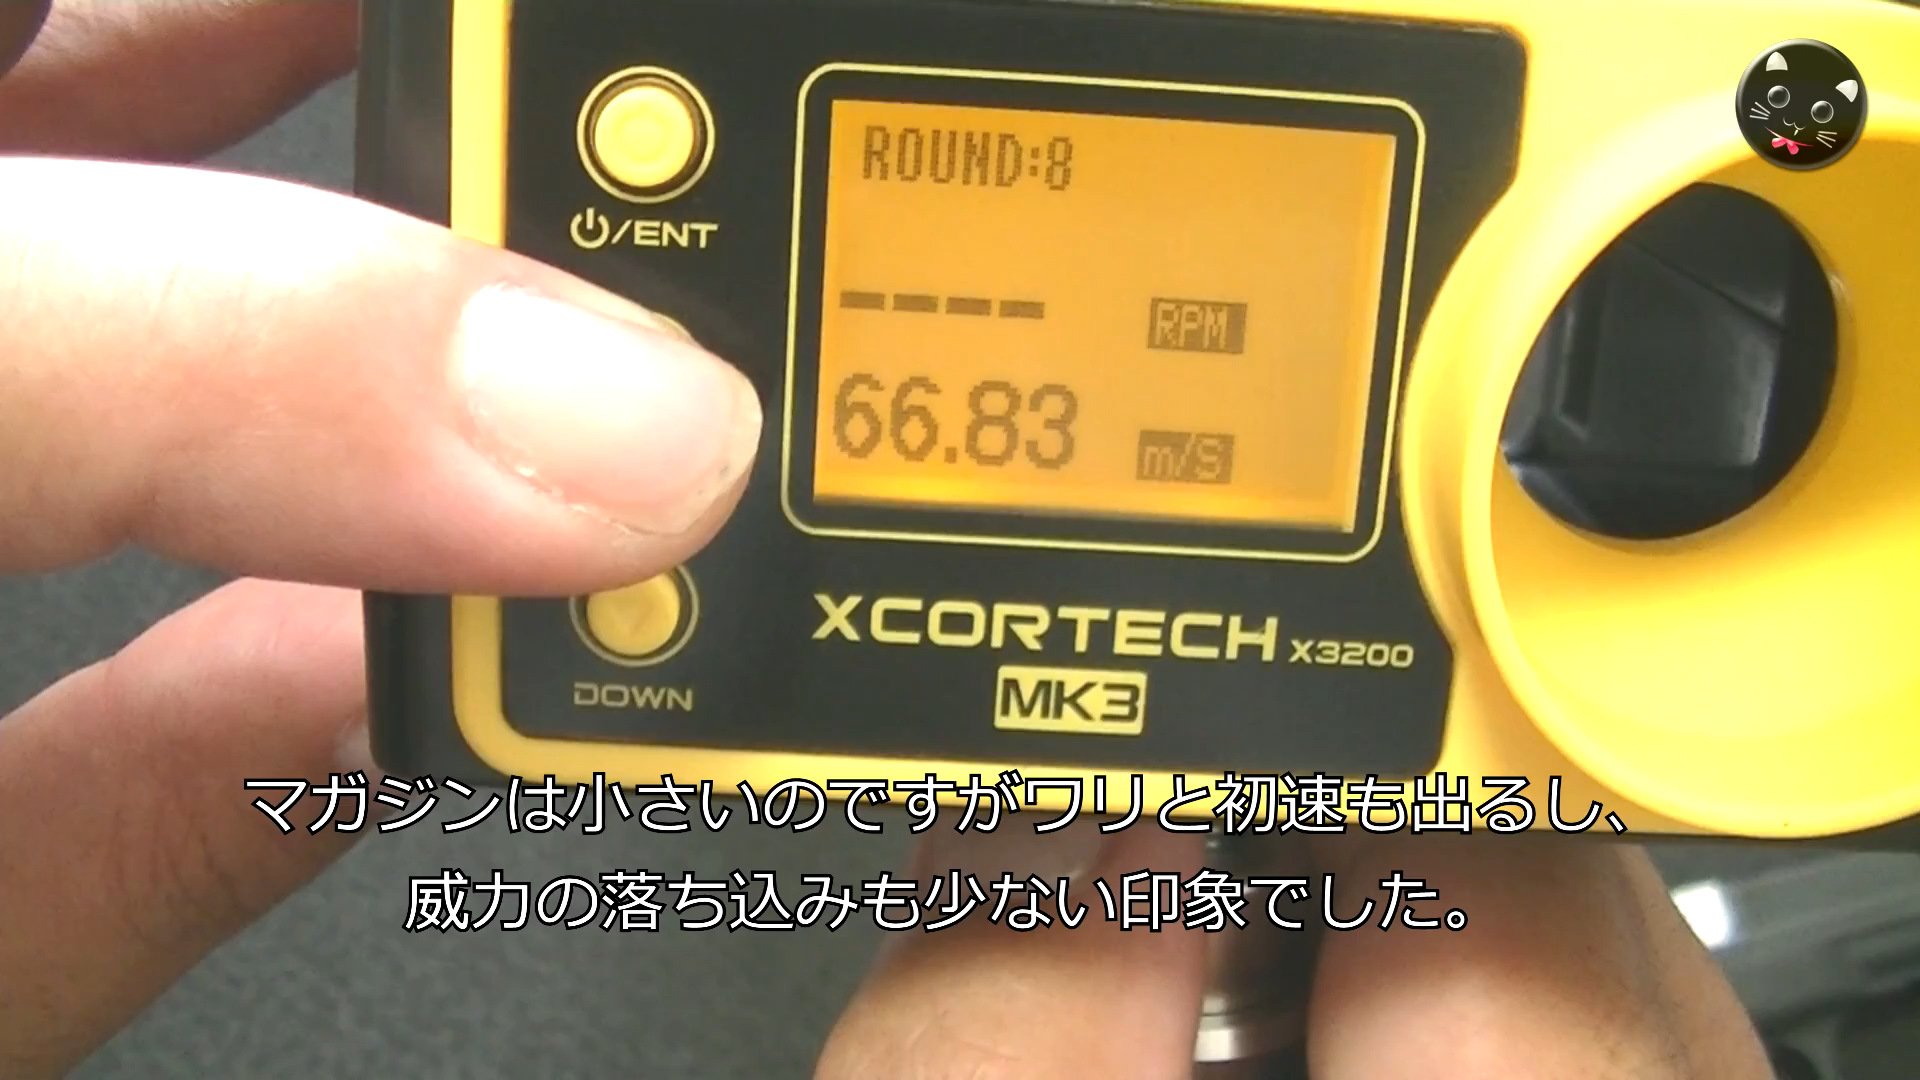 ROUND:8
/ENT
---- RPM
66.83 m/s
XCORTECH X3200
MK3
DOWN
マガジンは小さいのですがワリと初速も出るし、
威力の落ち込みも少ない印象でした。